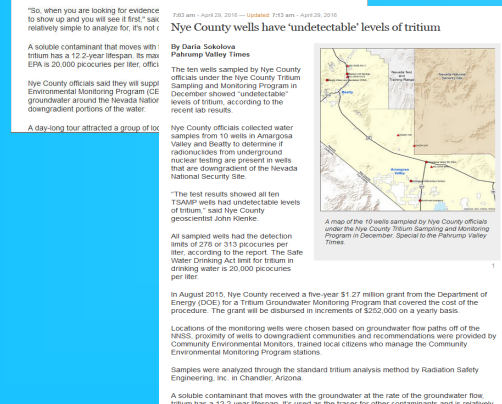 "So, when you are looking for evidence
to show up and you will see it first," said
relatively simple to analyze for, it's not c
A soluble contaminant that moves with t
tritium has a 12.2-year lifespan. Its max
EPA is 20,000 picocuries per liter, offici
Nye County officials said they will suppl
Environmental Monitoring Program (CE
groundwater around the Nevada Nation
downgradient portions of the water.
A day-long tour attracted a group of loc
7:03 am - April 29, 2016 — Updated: 7:13 am - April 29, 2016
Nye County wells have 'undetectable' levels of tritium
By Daria Sokolova
Pahrump Valley Times
The ten wells sampled by Nye County
officials under the Nye County Tritium
Sampling and Monitoring Program in
December showed "undetectable"
levels of tritium, according to the
recent lab results.
Nye County officials collected water
samples from 10 wells in Amargosa
Valley and Beatty to determine if
radionuclides from underground
nuclear testing are present in wells
that are downgradient of the Nevada
National Security Site.
"The test results showed all ten
TSAMP wells had undetectable levels
of tritium," said Nye County
geoscientist John Klenke.
All sampled wells had the detection
limits of 278 or 313 picocuries per
liter, according to the report. The Safe
Water Drinking Act limit for tritium in
drinking water is 20,000 picocuries
per liter.
Beatty
Amargosa
Valley
A map of the 10 wells sampled by Nye County officials
under the Nye County Tritium Sampling and Monitoring
Program in December. Special to the Pahrump Valley
Times.
1
In August 2015, Nye County received a five-year $1.27 million grant from the Department of
Energy (DOE) for a Tritium Groundwater Monitoring Program that covered the cost of the
procedure. The grant will be disbursed in increments of $252,000 on a yearly basis.
Locations of the monitoring wells were chosen based on groundwater flow paths off of the
NNSS, proximity of wells to downgradient communities and recommendations were provided by
Community Environmental Monitors, trained local citizens who manage the Community
Environmental Monitoring Program stations.
Samples were analyzed through the standard tritium analysis method by Radiation Safety
Engineering, Inc. in Chandler, Arizona.
A soluble contaminant that moves with the groundwater at the rate of the groundwater flow,
tritium has a 12.2-year lifespan. It's used as the tracer for other contaminants and is relatively